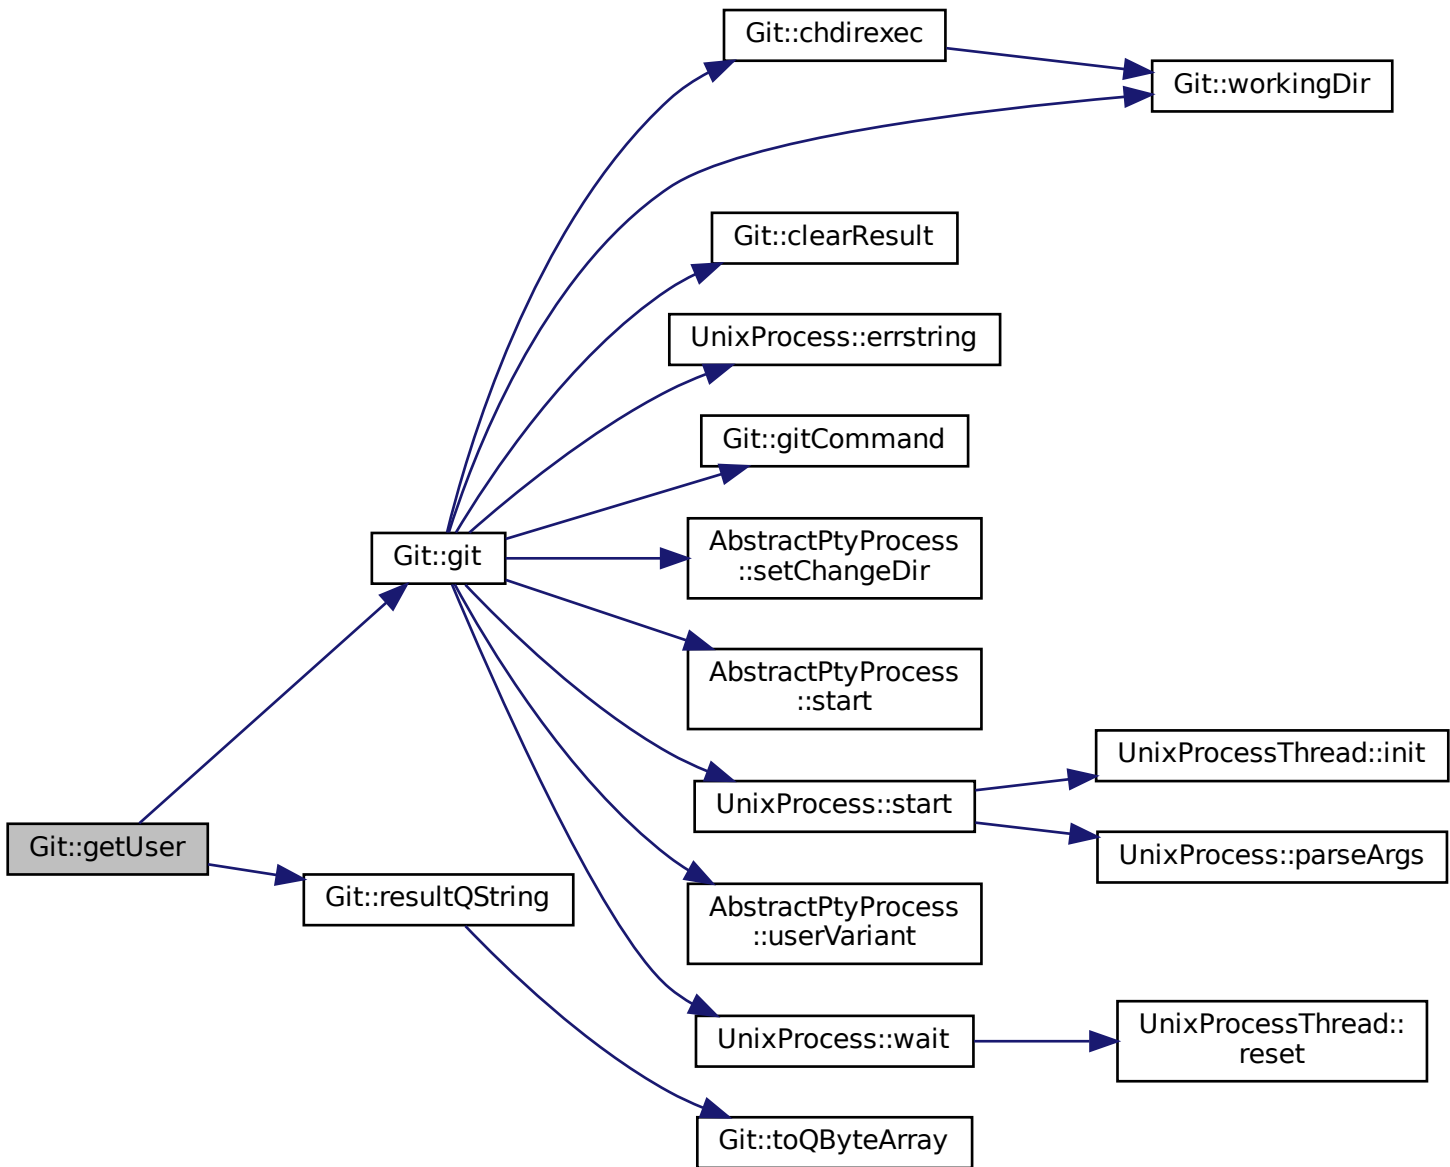 Git::chdirexec
Git::workingDir
Git::clearResult
UnixProcess::errstring
Git::gitCommand
Git::git
AbstractPtyProcess
::setChangeDir
AbstractPtyProcess
::start
UnixProcessThread::init
UnixProcess::start
Git::getUser
UnixProcess::parseArgs
Git::resultQString
AbstractPtyProcess
::userVariant
UnixProcess::wait
UnixProcessThread::
reset
Git::toQByteArray